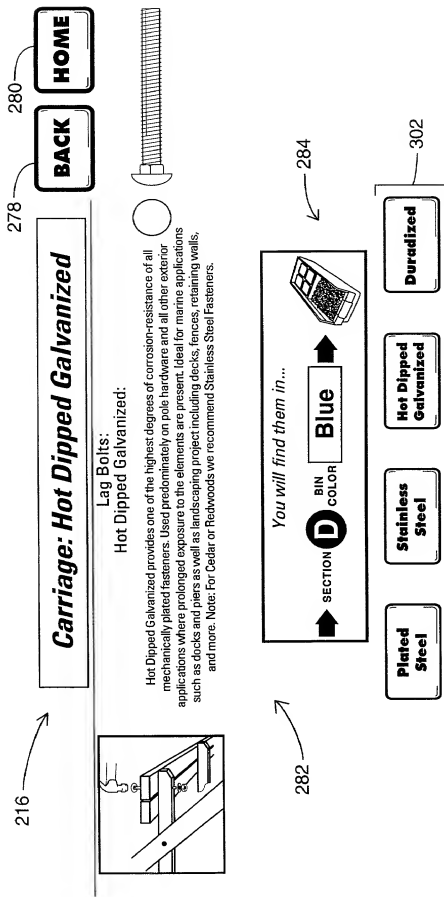 216
Carriage: Hot Dipped Galvanized
278
BACK
280
HOME
Lag Bolts:
Hot Dipped Galvanized:
Hot Dipped Galvanized provides one of the highest degrees of corrosion-resistance of all
mechanically plated fasteners. Used predominately on pole hardware and all other exterior
applications where prolonged exposure to the elements are present. Ideal for marine applications
such as docks and piers as well as landscaping project including decks, fences, retaining walls,
and more. Note: For Cedar or Redwoods we recommend Stainless Steel Fasteners.
282
You will find them in...
SECTION D BIN COLOR Blue
284
Plated Steel
Stainless Steel
Hot Dipped Galvanized
Duradized
302